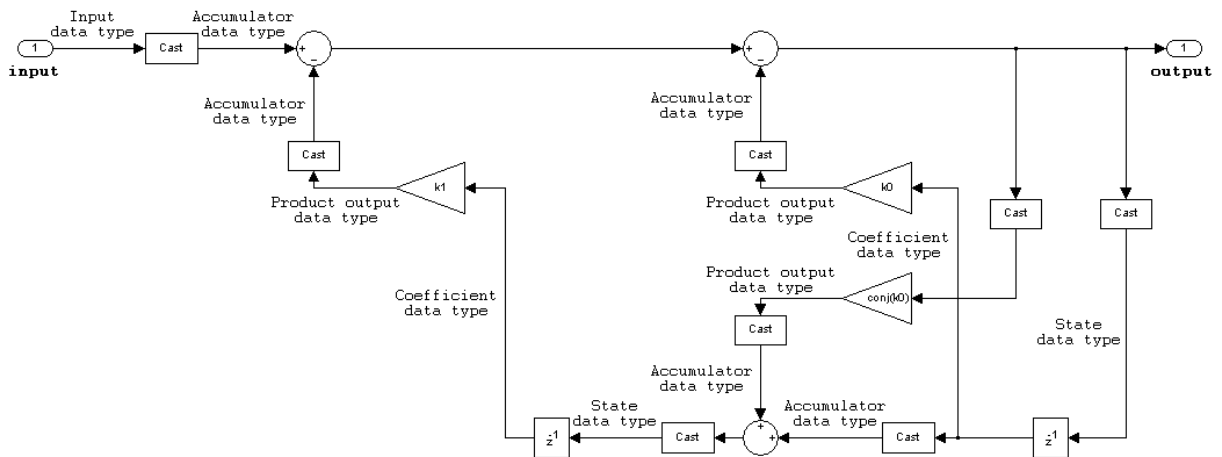 Input
data type
Accumulator
data type
1
Cast
+
−
+
−
1
input
output
Accumulator
data type
Accumulator
data type
Cast
Cast
k1
k0
Product output
data type
Product output
data type
Cast
Cast
Coefficient
data type
Product output
data type
Coefficient
data type
conj(k0)
Cast
State
data type
Accumulator
data type
State
data type
Accumulator
data type
+
+
z-1
Cast
Cast
z-1